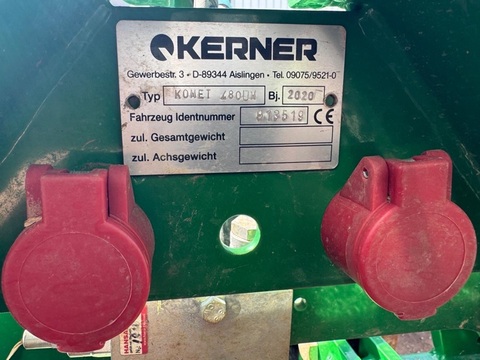 KERNER
Gewerbestr. 3 • D-89344 Aislingen • Tel. 09075/9521-0
Typ KOMET Bj. 2020
Fahrzeug Identnummer CE
zul. Gesamtgewicht
zul. Achsgewicht